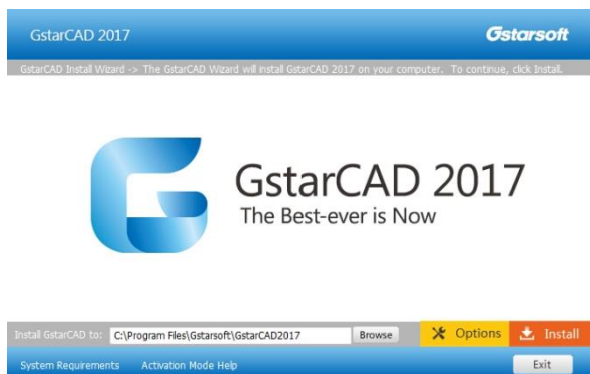 GstarCAD 2017
Gstarsoft
GstarCAD Install Wizard -> The GstarCAD Wizard will install GstarCAD 2017 on your computer. To continue, click Install.
GstarCAD 2017
The Best-ever is Now
Install GstarCAD to: C:\Program Files\Gstarsoft\GstarCAD2017 Browse Options Install
System Requirements Activation Mode Help Exit